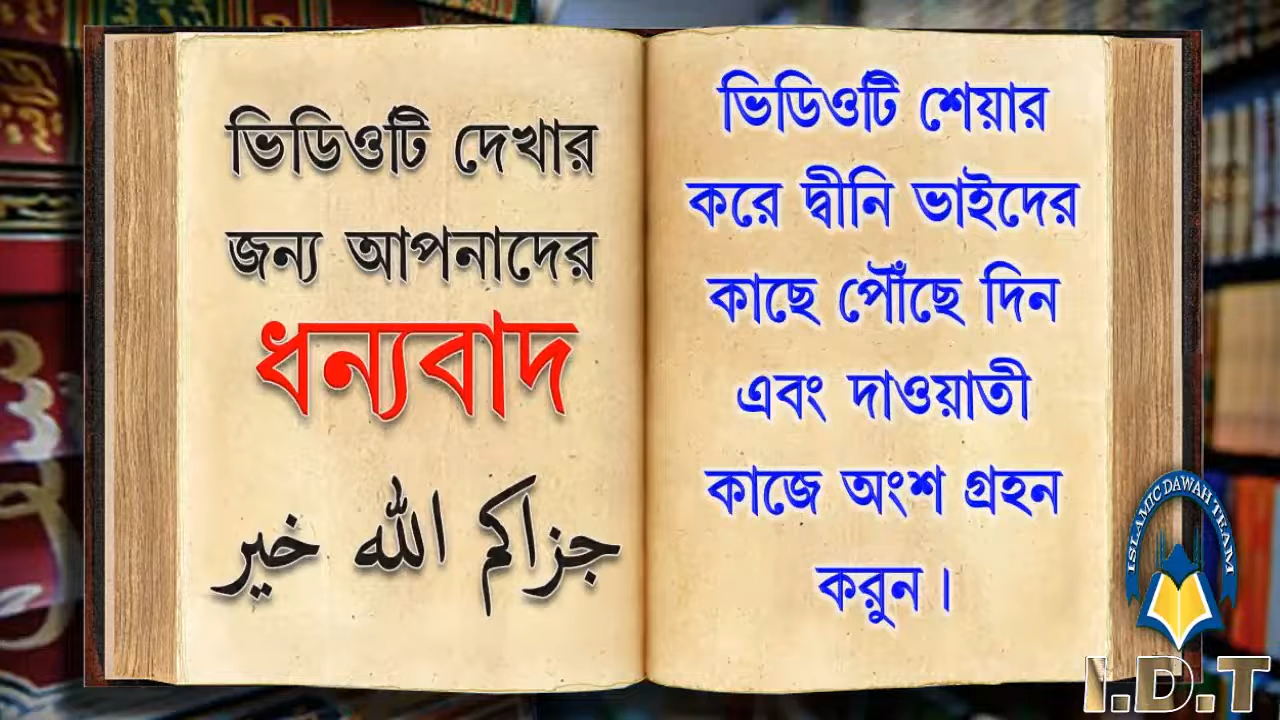 ভিডিওটি দেখার
জন্য আপনাদের
ধন্যবাদ
جزاكم الله خير
ভিডিওটি শেয়ার
করে দ্বীনি ভাইদের
কাছে পৌঁছে দিন
এবং দাওয়াতী
কাজে অংশ গ্রহন
করুন।
ISLAMIC DAWAH TEAM
I.D.T